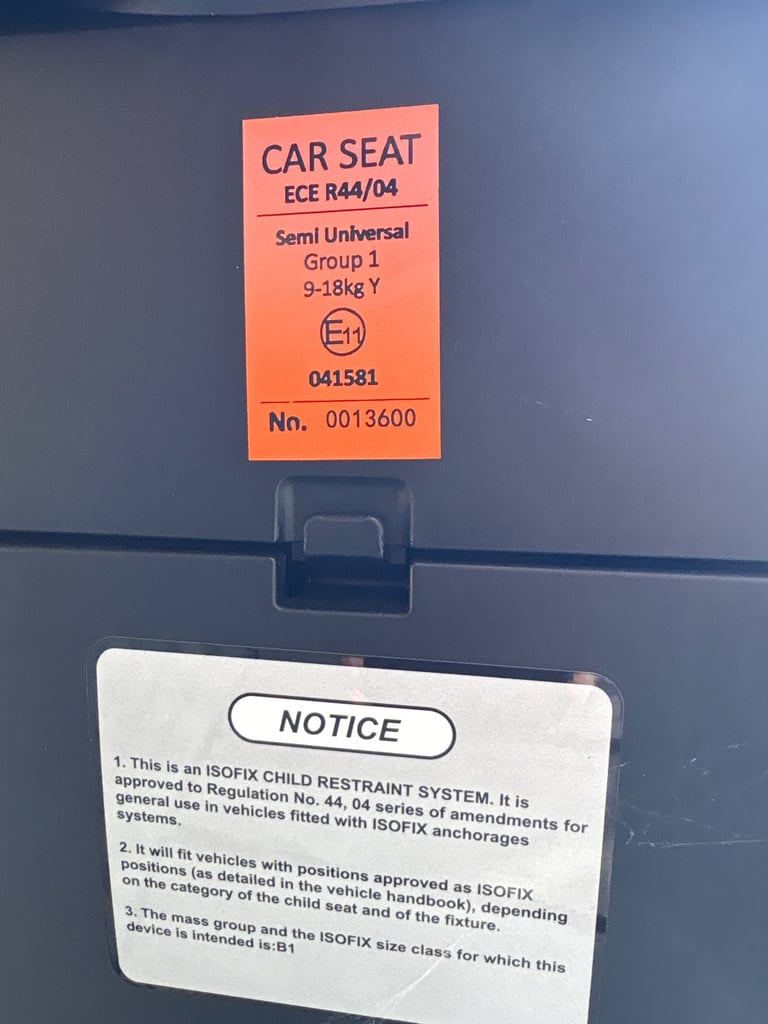 CAR SEAT
ECE R44/04
Semi Universal
Group 1
9-18kg Y
E11
041581
No. 0013600
NOTICE
1. This is an ISOFIX CHILD RESTRAINT SYSTEM. It is
approved to Regulation No. 44, 04 series of amendments for
general use in vehicles fitted with ISOFIX anchorages
systems.
2. It will fit vehicles with positions approved as ISOFIX
positions (as detailed in the vehicle handbook), depending
on the category of the child seat and of the fixture.
3. The mass group and the ISOFIX size class for which this
device is intended is:B1